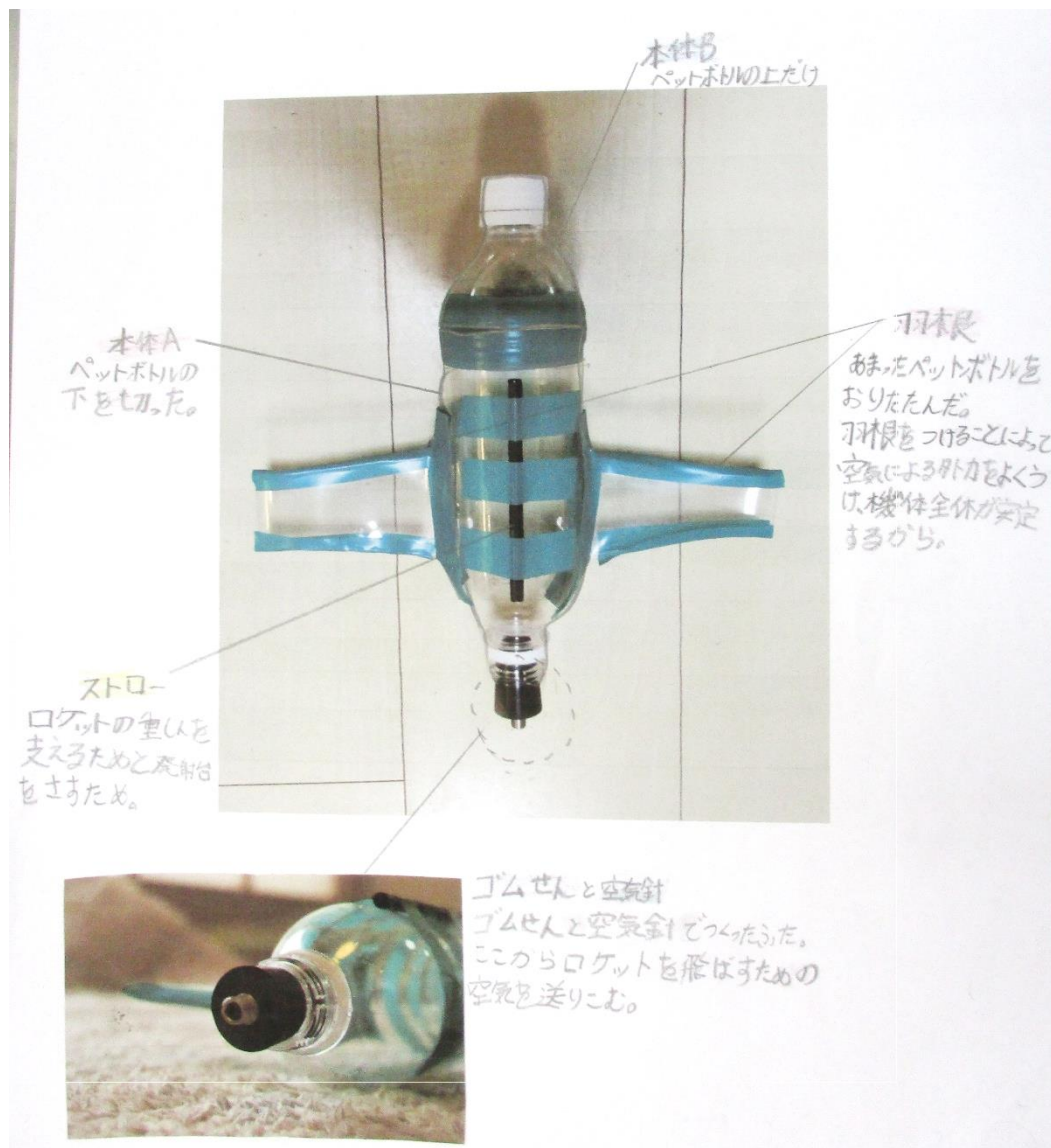 本体B
ペットボトルの上だけ
本体A
ペットボトルの
下を切った。
羽根
あまったペットボトルを
おりたたんだ。
羽根をつけることによって
空気による外力をよくう
け、機体全体が安定
するから。
ストロー
ロケットの重しんを
支えるためと発射台
をさすため。
ゴムせんと空気針
ゴムせんと空気針でつくったふた。
ここからロケットを飛ばすための
空気を送りこむ。